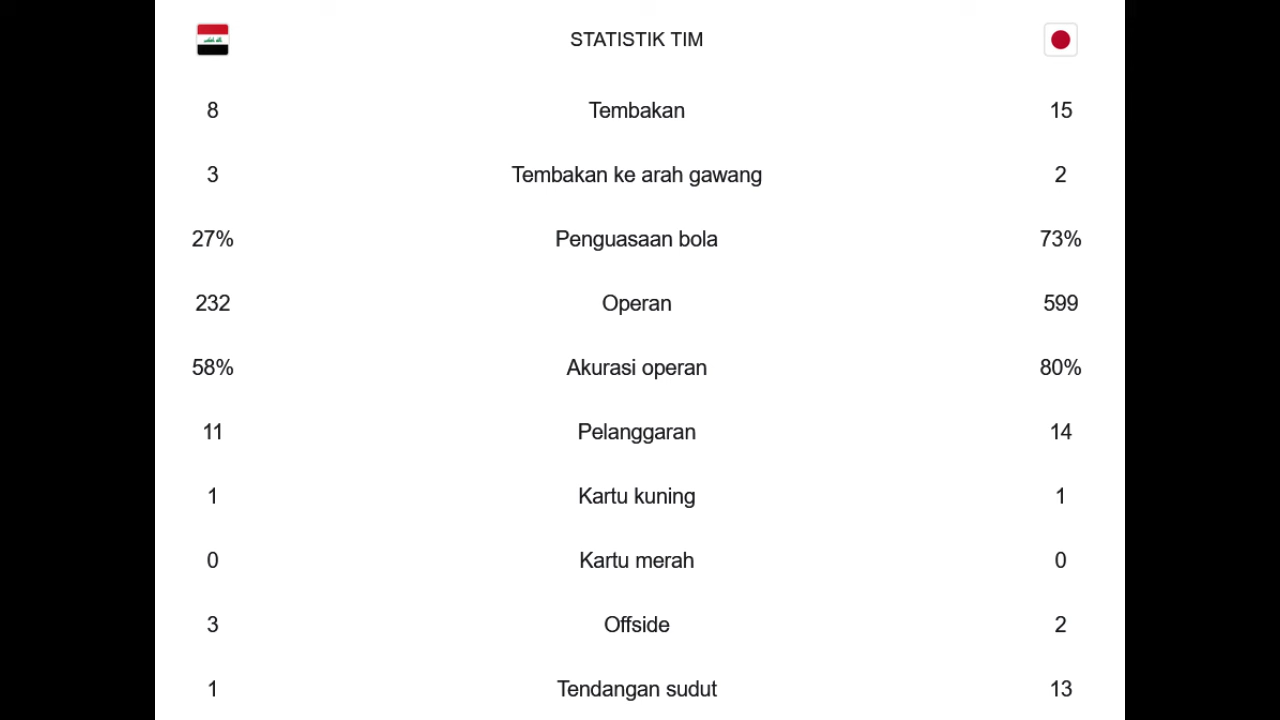 STATISTIK TIM
8 Tembakan 15
3 Tembakan ke arah gawang 2
27% Penguasaan bola 73%
232 Operan 599
58% Akurasi operan 80%
11 Pelanggaran 14
1 Kartu kuning 1
0 Kartu merah 0
3 Offside 2
1 Tendangan sudut 13